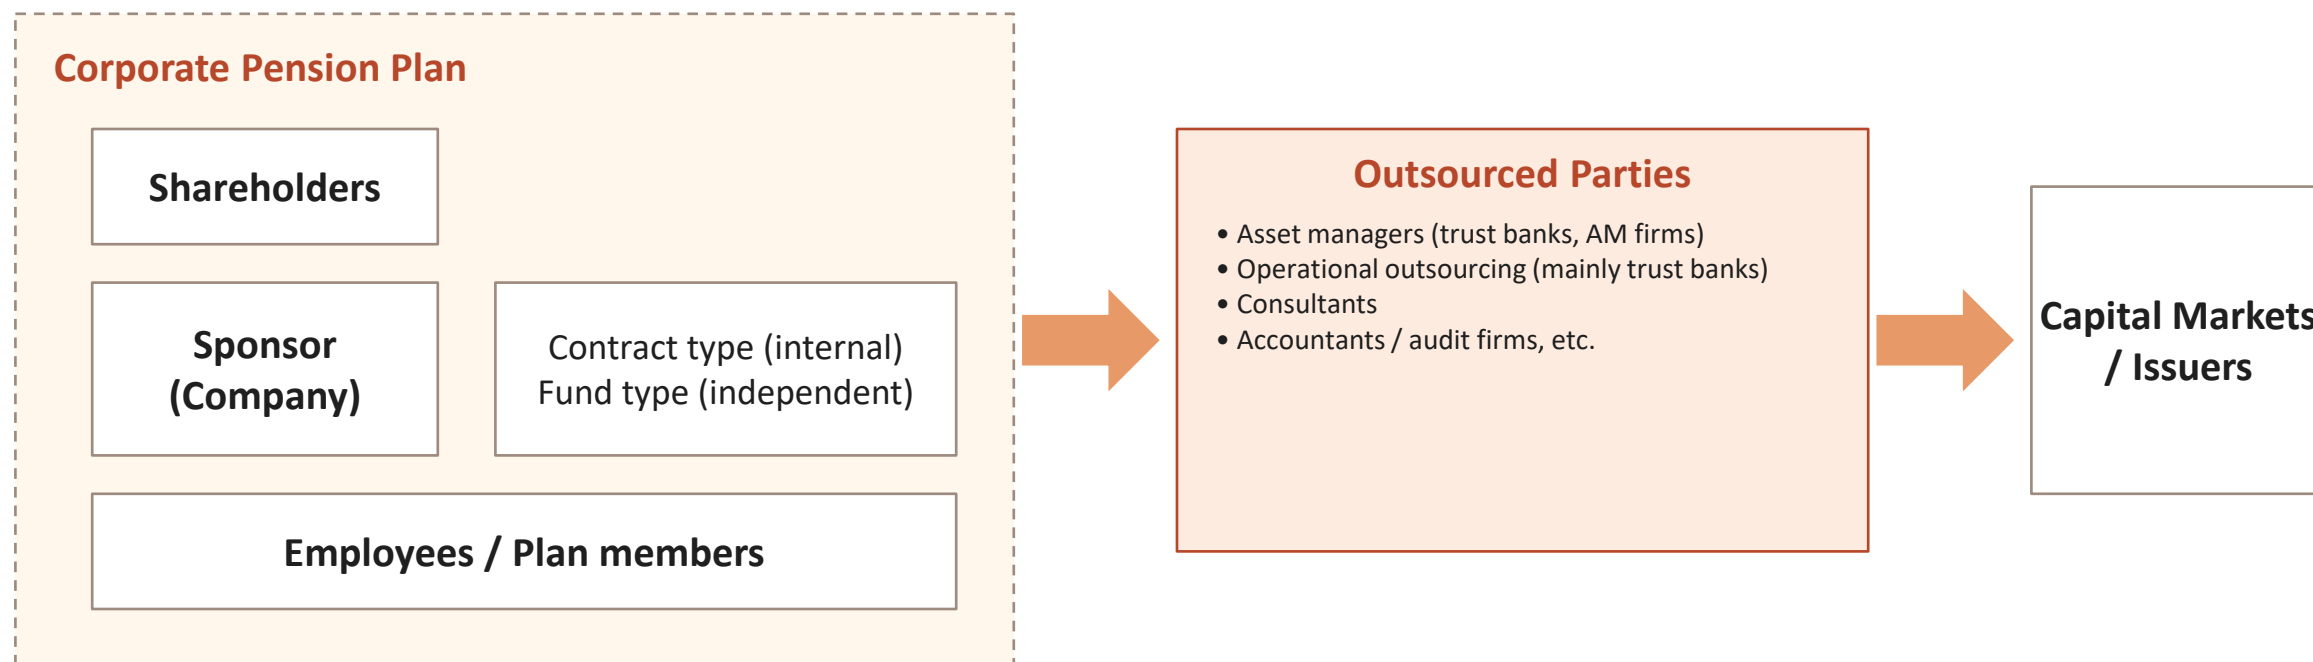 Corporate Pension Plan
Shareholders
Sponsor
(Company)
Contract type (internal)
Fund type (independent)
Employees / Plan members
Outsourced Parties
• Asset managers (trust banks, AM firms)
• Operational outsourcing (mainly trust banks)
• Consultants
• Accountants / audit firms, etc.
Capital Markets
/ Issuers